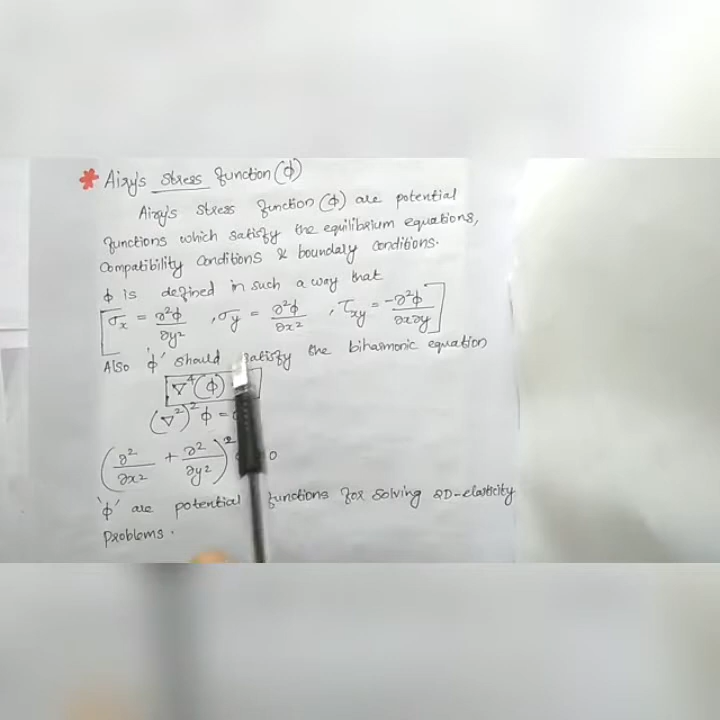 * Airy's stress function (ϕ)
Airy's stress function (ϕ) are potential
functions which satisfy the equilibrium equations,
Compatibility Conditions & boundary conditions.
ϕ is defined in such a way that
[σx = ∂²ϕ/∂y² , σy = ∂²ϕ/∂x² , τxy = -∂²ϕ/∂x∂y]
Also 'ϕ' should satisfy the biharmonic equation
∇⁴(ϕ)
(∇²)² ϕ =
(∂²/∂x² + ∂²/∂y²)² 0
'ϕ' are potential functions for solving 2D-elasticity
Problems.